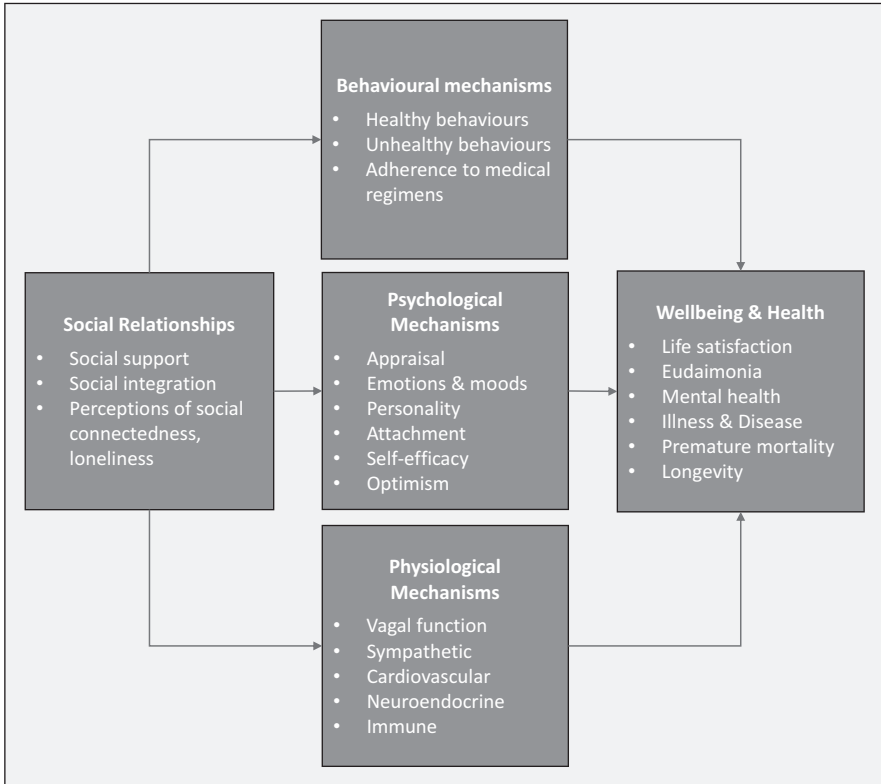 Behavioural mechanisms
• Healthy behaviours
• Unhealthy behaviours
• Adherence to medical
regimens
Social Relationships
• Social support
• Social integration
• Perceptions of social
connectedness,
loneliness
Psychological
Mechanisms
• Appraisal
• Emotions & moods
• Personality
• Attachment
• Self-efficacy
• Optimism
Wellbeing & Health
• Life satisfaction
• Eudaimonia
• Mental health
• Illness & Disease
• Premature mortality
• Longevity
Physiological
Mechanisms
• Vagal function
• Sympathetic
• Cardiovascular
• Neuroendocrine
• Immune